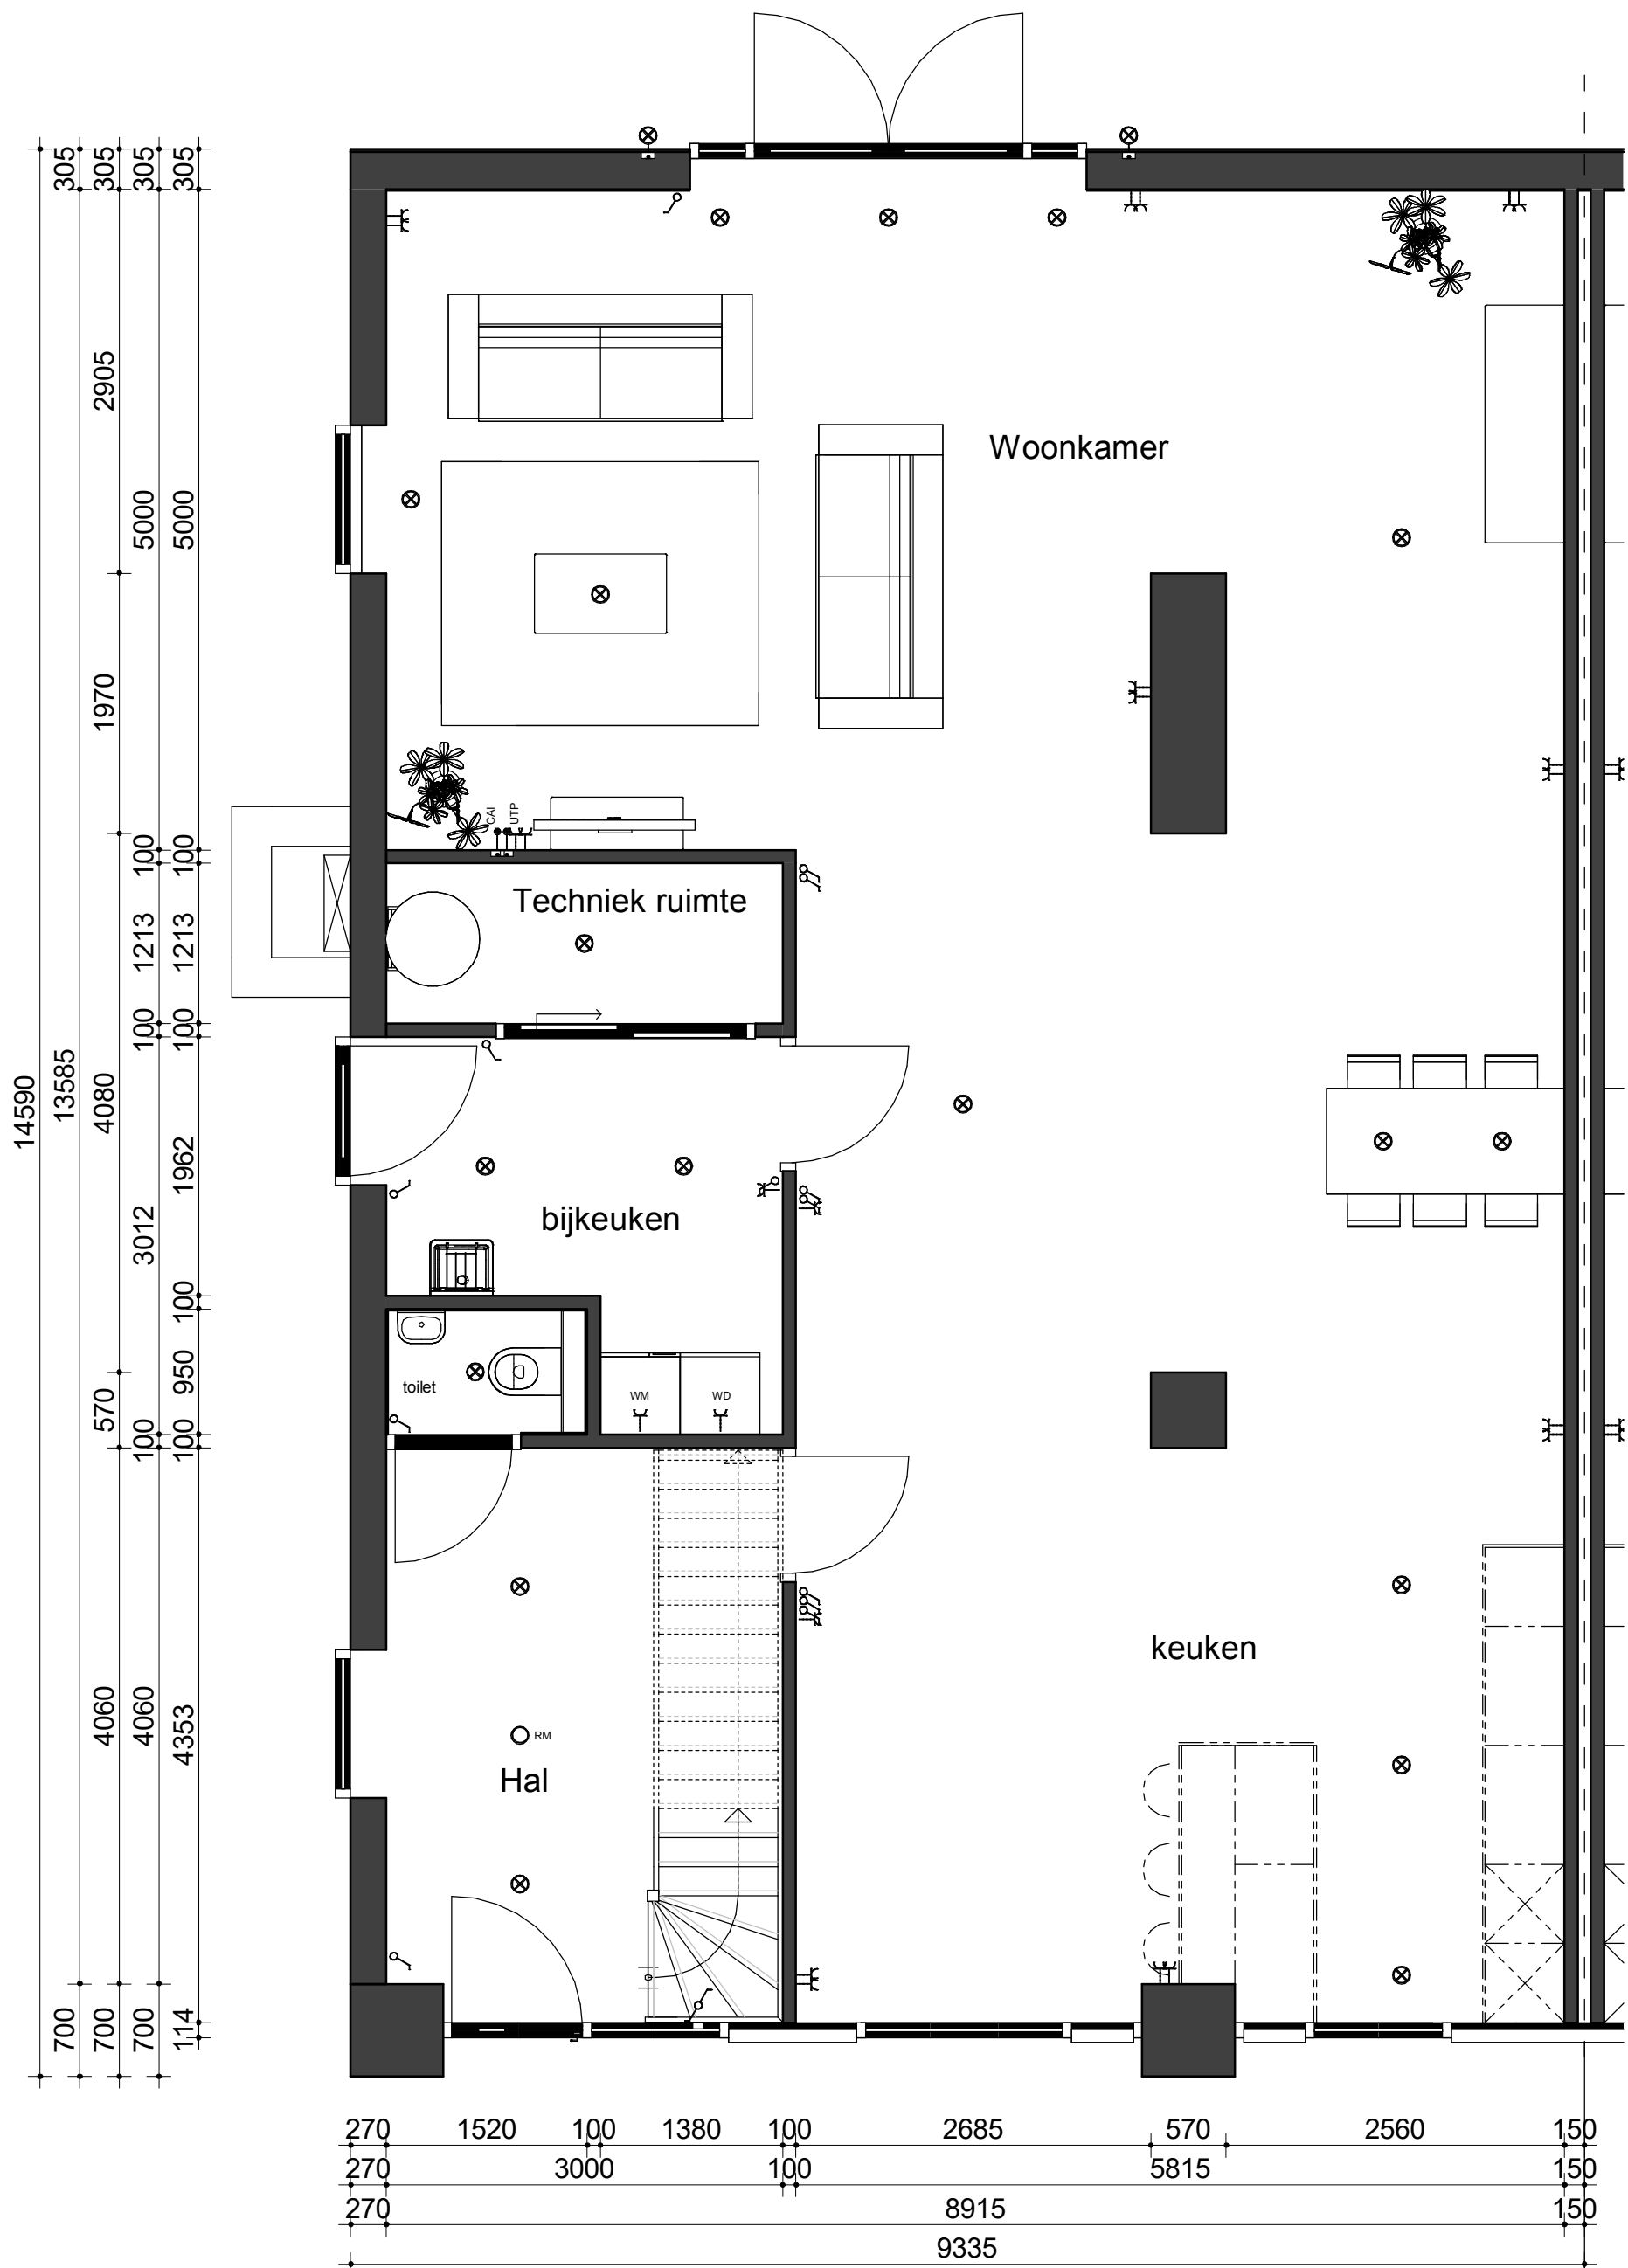 305 305 305 305
2905
Woonkamer
5000 5000
1970
CAI UTP
100 100
Techniek ruimte
1213 1213
100 100
14590 13585 4080
1962
3012
bijkeuken
100
950
570
toilet
WM WD
100 100
keuken
4060 4060 4353
RM
Hal
700 700 700 114
270 1520 100 1380 100 2685 570 2560 150
270 3000 100 5815 150
270 8915 150
9335